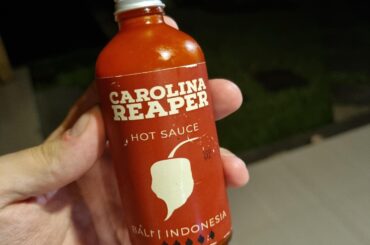 CAROLINA
REAPER
HOT SAUCE
BALI | INDONESIA